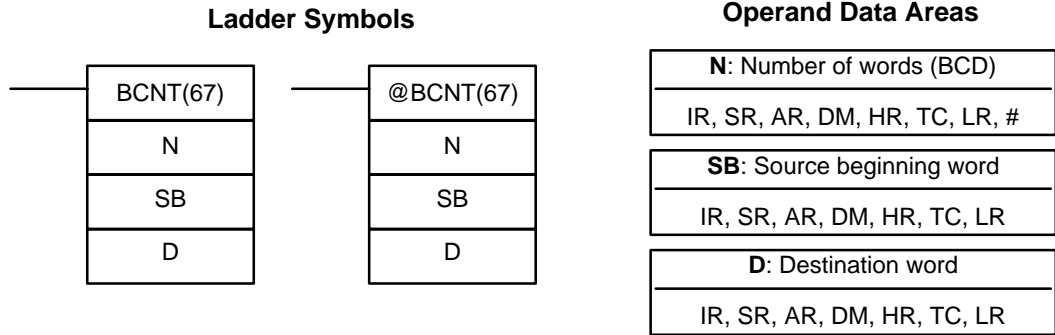 Ladder Symbols
BCNT(67)
N
SB
D
@BCNT(67)
N
SB
D
Operand Data Areas
N: Number of words (BCD)
IR, SR, AR, DM, HR, TC, LR, #
SB: Source beginning word
IR, SR, AR, DM, HR, TC, LR
D: Destination word
IR, SR, AR, DM, HR, TC, LR